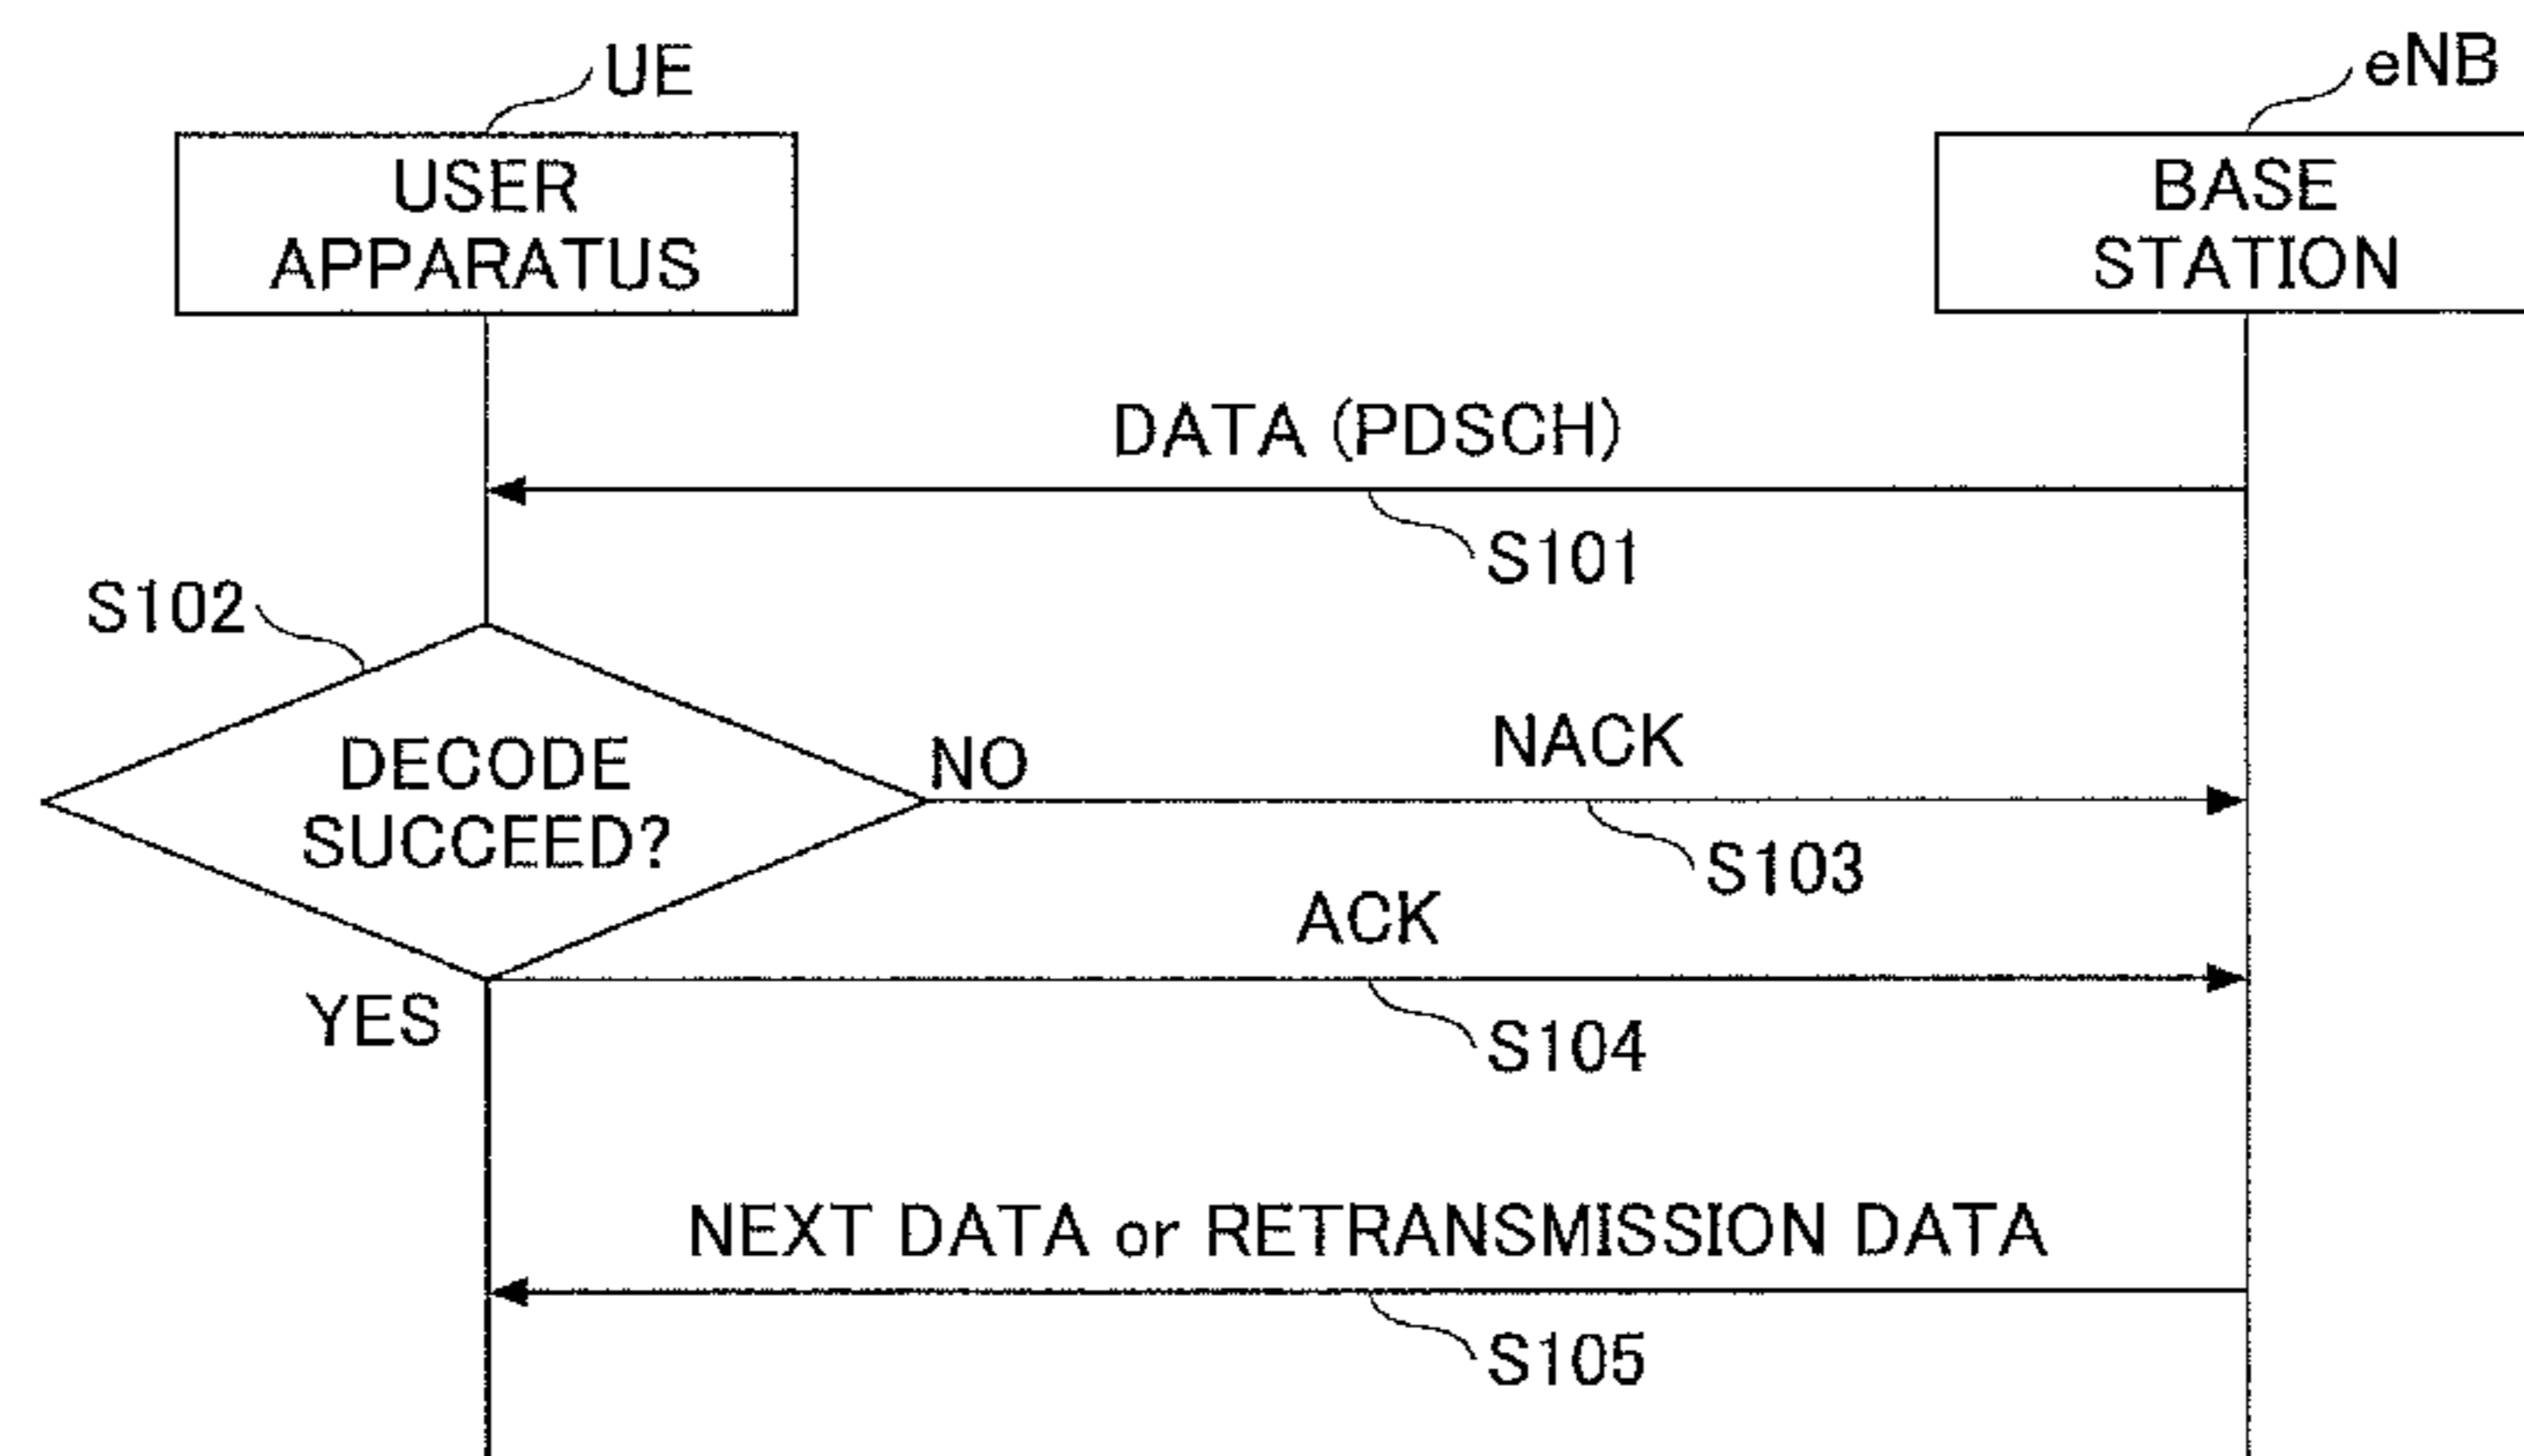 UE
eNB
USER
APPARATUS
BASE
STATION
DATA (PDSCH)
S101
S102
DECODE
SUCCEED?
NO
NACK
S103
ACK
YES
S104
NEXT DATA or RETRANSMISSION DATA
S105